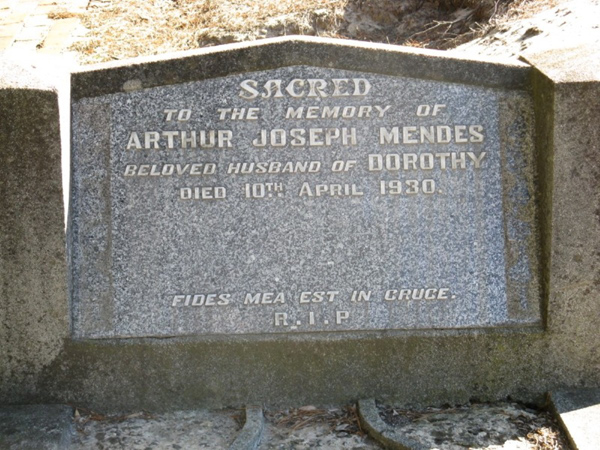 SACRED
TO THE MEMORY OF
ARTHUR JOSEPH MENDES
BELOVED HUSBAND OF DOROTHY
DIED 10TH APRIL 1930.
FIDES MEA EST IN CRUCE.
R.I.P